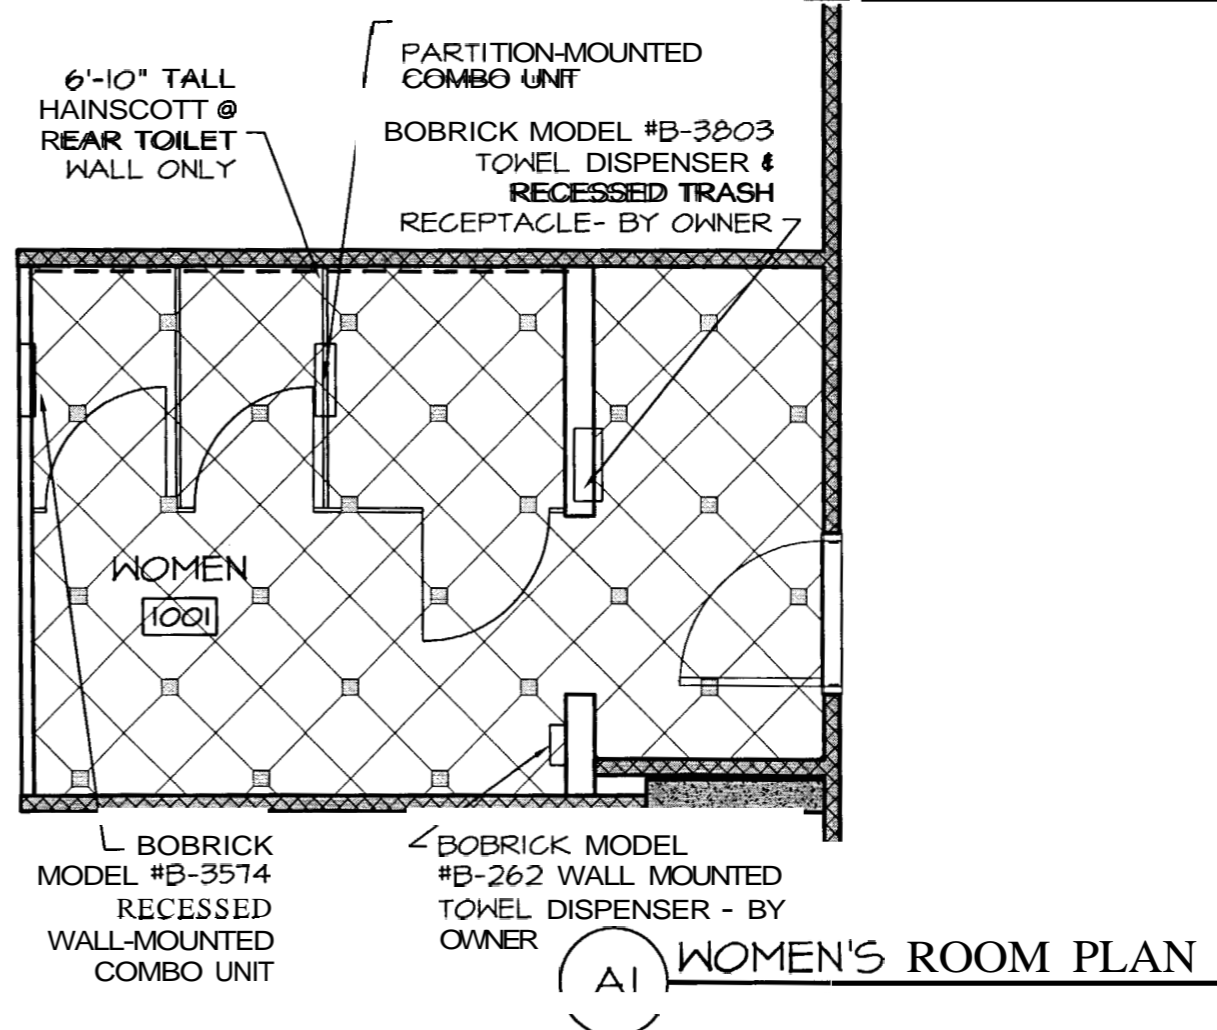 6'-10" TALL
HAINSCOTT @
REAR TOILET
WALL ONLY
PARTITION-MOUNTED
COMBO UNIT
BOBRICK MODEL #B-3803
TOWEL DISPENSER &
RECESSED TRASH
RECEPTACLE- BY OWNER
WOMEN
1001
BOBRICK
MODEL #B-3574
RECESSED
WALL-MOUNTED
COMBO UNIT
BOBRICK MODEL
#B-262 WALL MOUNTED
TOWEL DISPENSER - BY
OWNER
A1
WOMEN'S ROOM PLAN